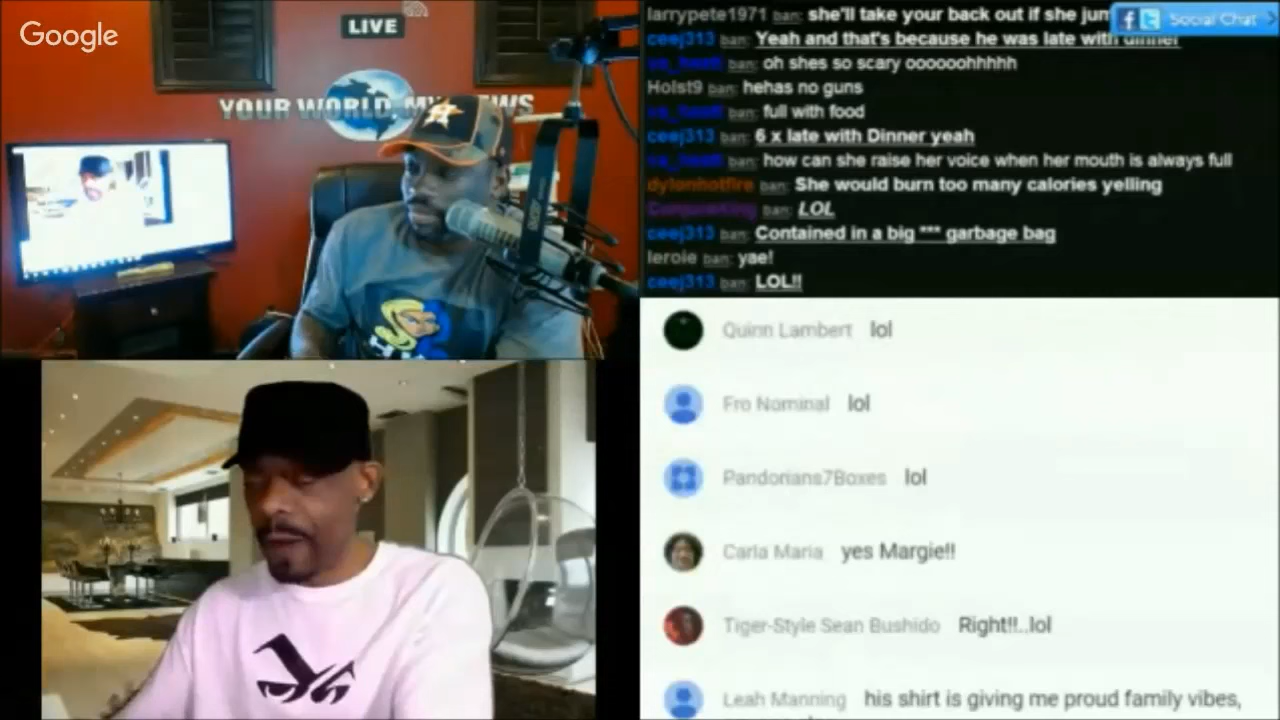 Google
LIVE
YOUR WORLD, MY NEWS
larrypete1971 ban: she'll take your back out if she jum
Social Chat
ceej313 ban: Yeah and that's because he was late with dinner
ban: oh shes so scary oooooohhhhh
Holst9 ban: hehas no guns
ban: full with food
ceej313 ban: 6 x late with Dinner yeah
ban: how can she raise her voice when her mouth is always full
dylonhotfire ban: She would burn too many calories yelling
ban: LOL
ceej313 ban: Contained in a big *** garbage bag
leroie ban: yae!
ceej313 ban: LOL!!
Quinn Lambert lol
Fro Nominal lol
Pandorians7Boxes lol
Carla Maria yes Margie!!
Tiger-Style Sean Bushido Right!!..lol
Leah Manning his shirt is giving me proud family vibes,